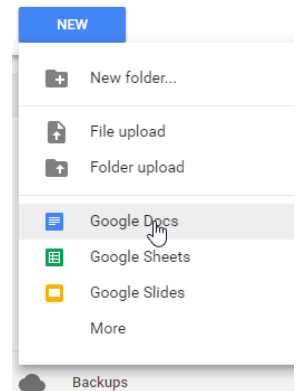 NEW
New folder...
File upload
Folder upload
Google Docs
Google Sheets
Google Slides
More
Backups